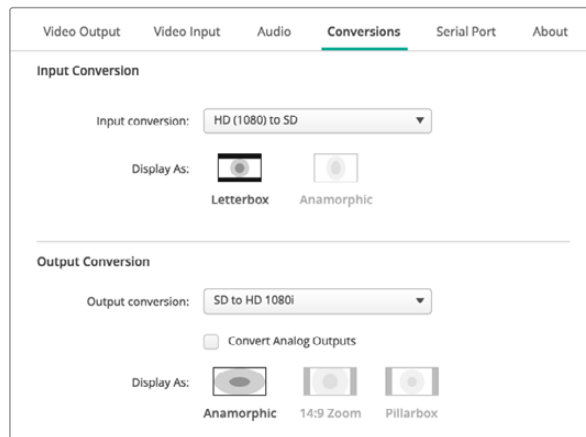 Video Output Video Input Audio Conversions Serial Port About
Input Conversion
Input conversion: HD (1080) to SD
Display As:
Letterbox Anamorphic
Output Conversion
Output conversion: SD to HD 1080i
Convert Analog Outputs
Display As:
Anamorphic 14:9 Zoom Pillarbox